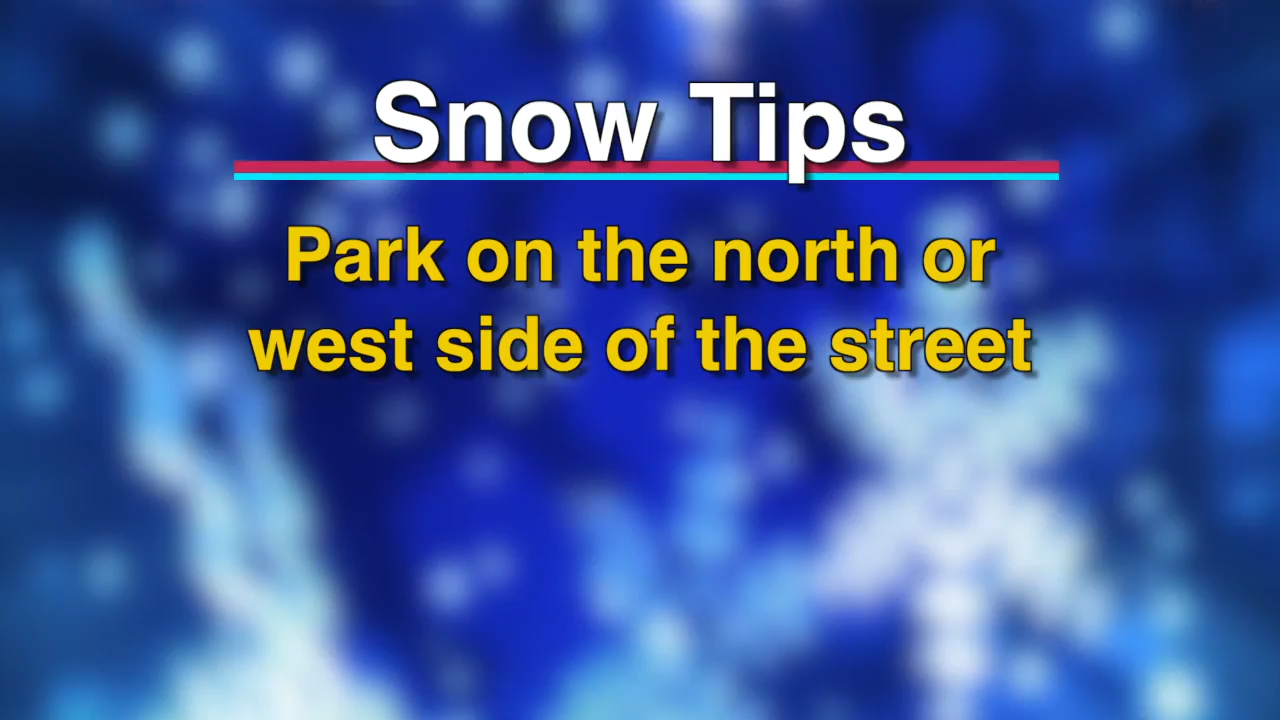 Snow Tips
Park on the north or
west side of the street